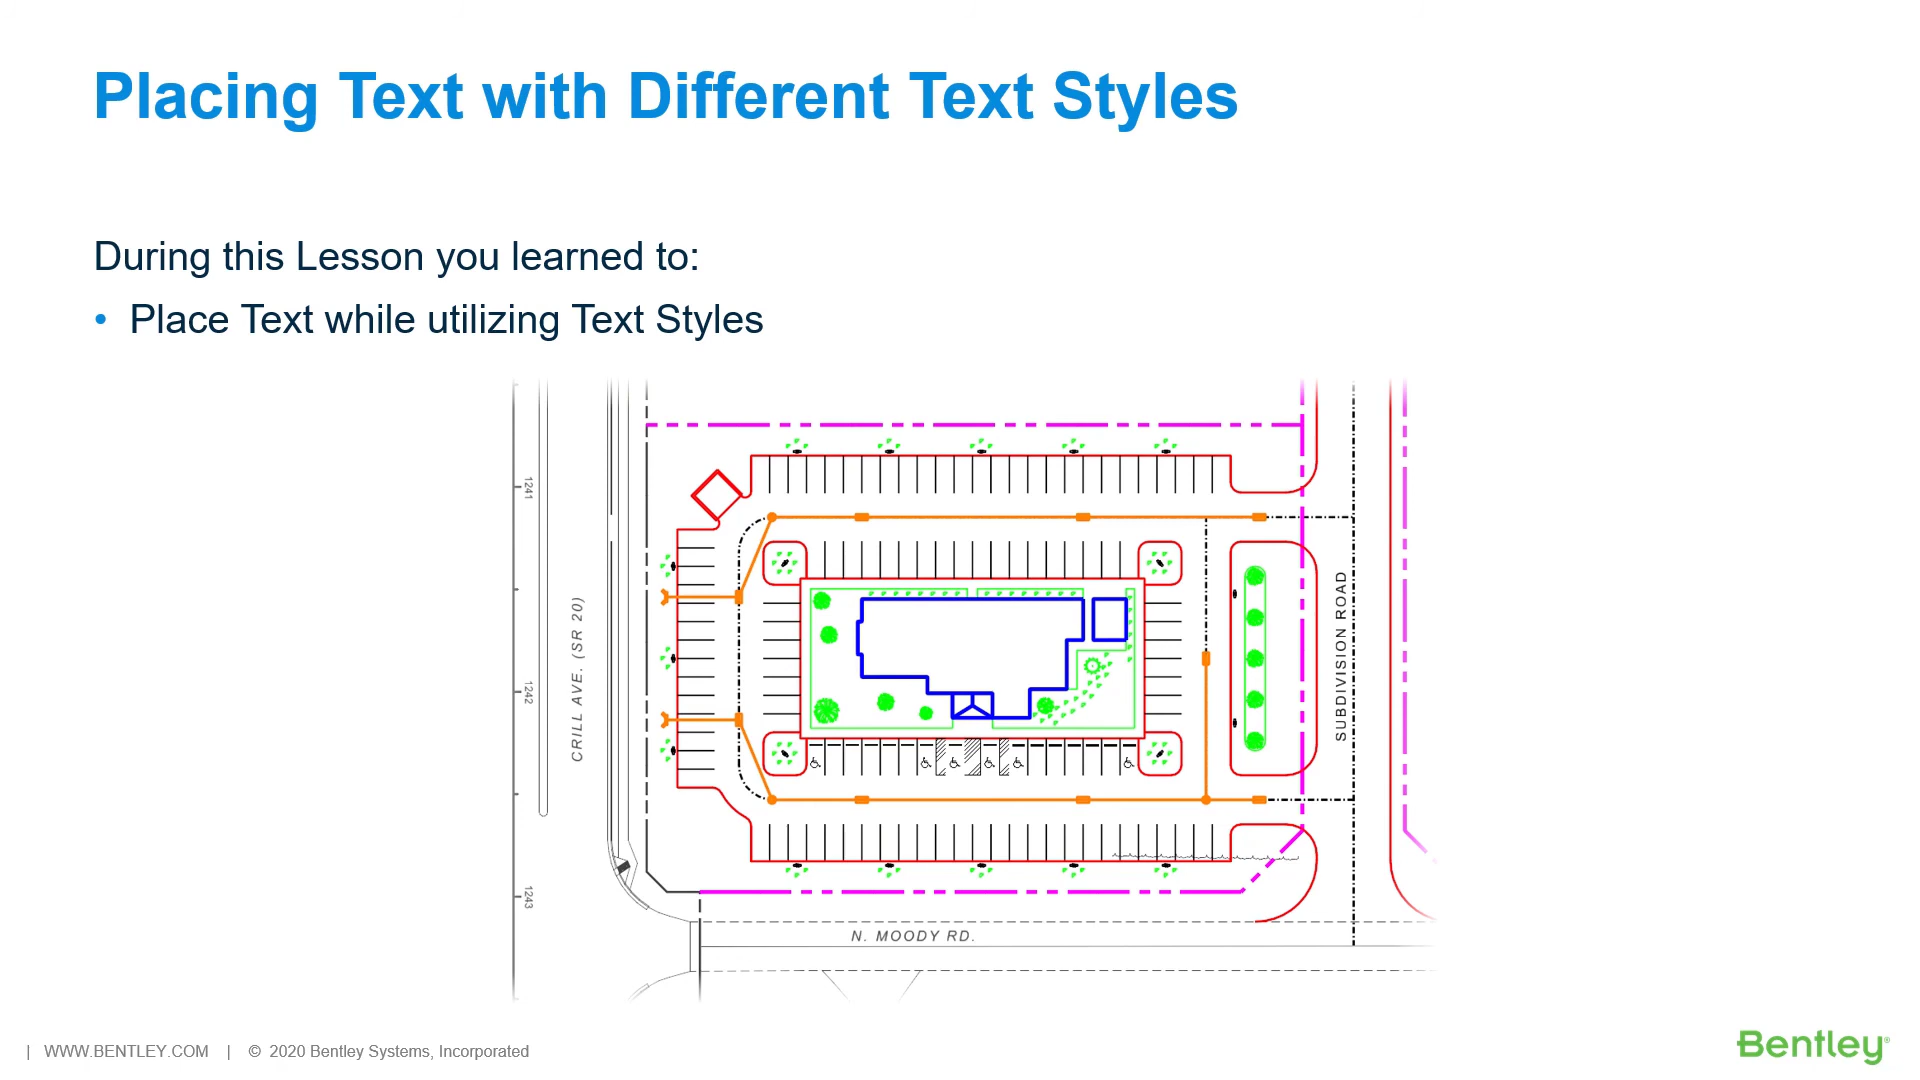 Placing Text with Different Text Styles
During this Lesson you learned to:
• Place Text while utilizing Text Styles
1241
1242
1243
CRILL AVE. (SR 20)
SUBDIVISION ROAD
N. MOODY RD.
| WWW.BENTLEY.COM | © 2020 Bentley Systems, Incorporated
Bentley®